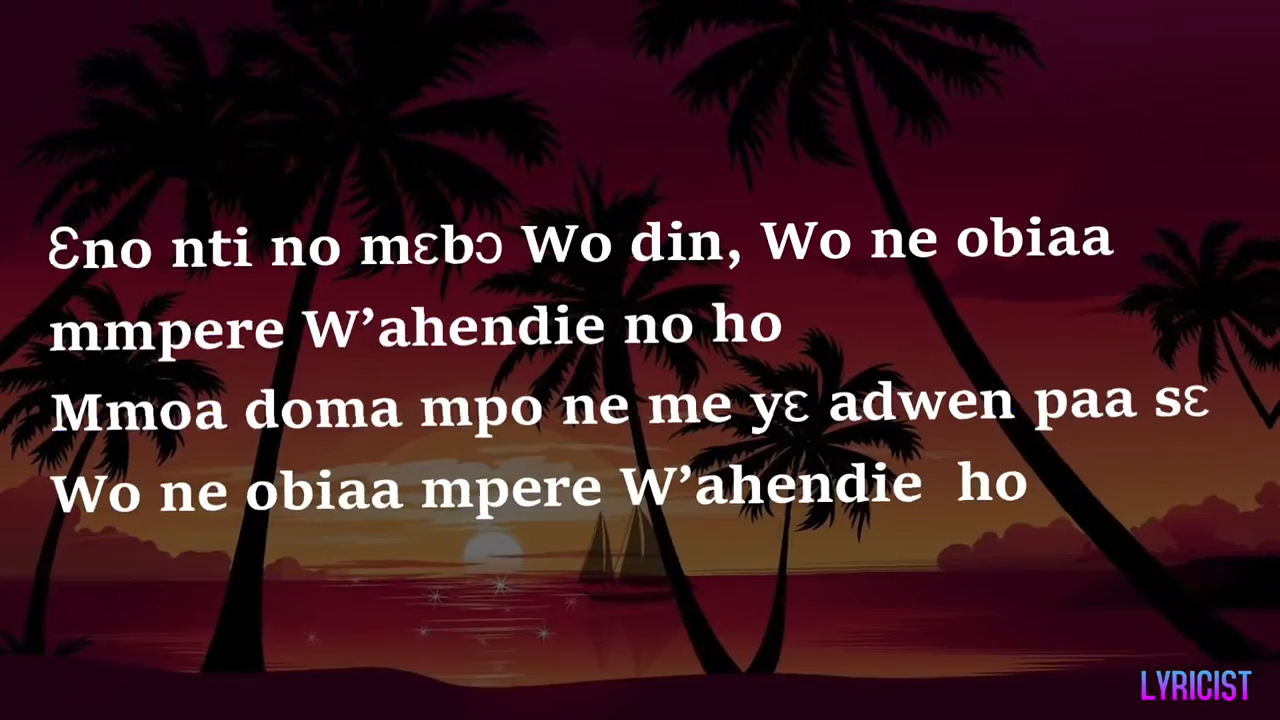 Ɛno nti no mɛbɔ Wo din, Wo ne obiaa
mmpere W’ahendie no ho
Mmoa doma mpo ne me yɛ adwen paa sɛ
Wo ne obiaa mpere W’ahendie  ho
LYRICIST